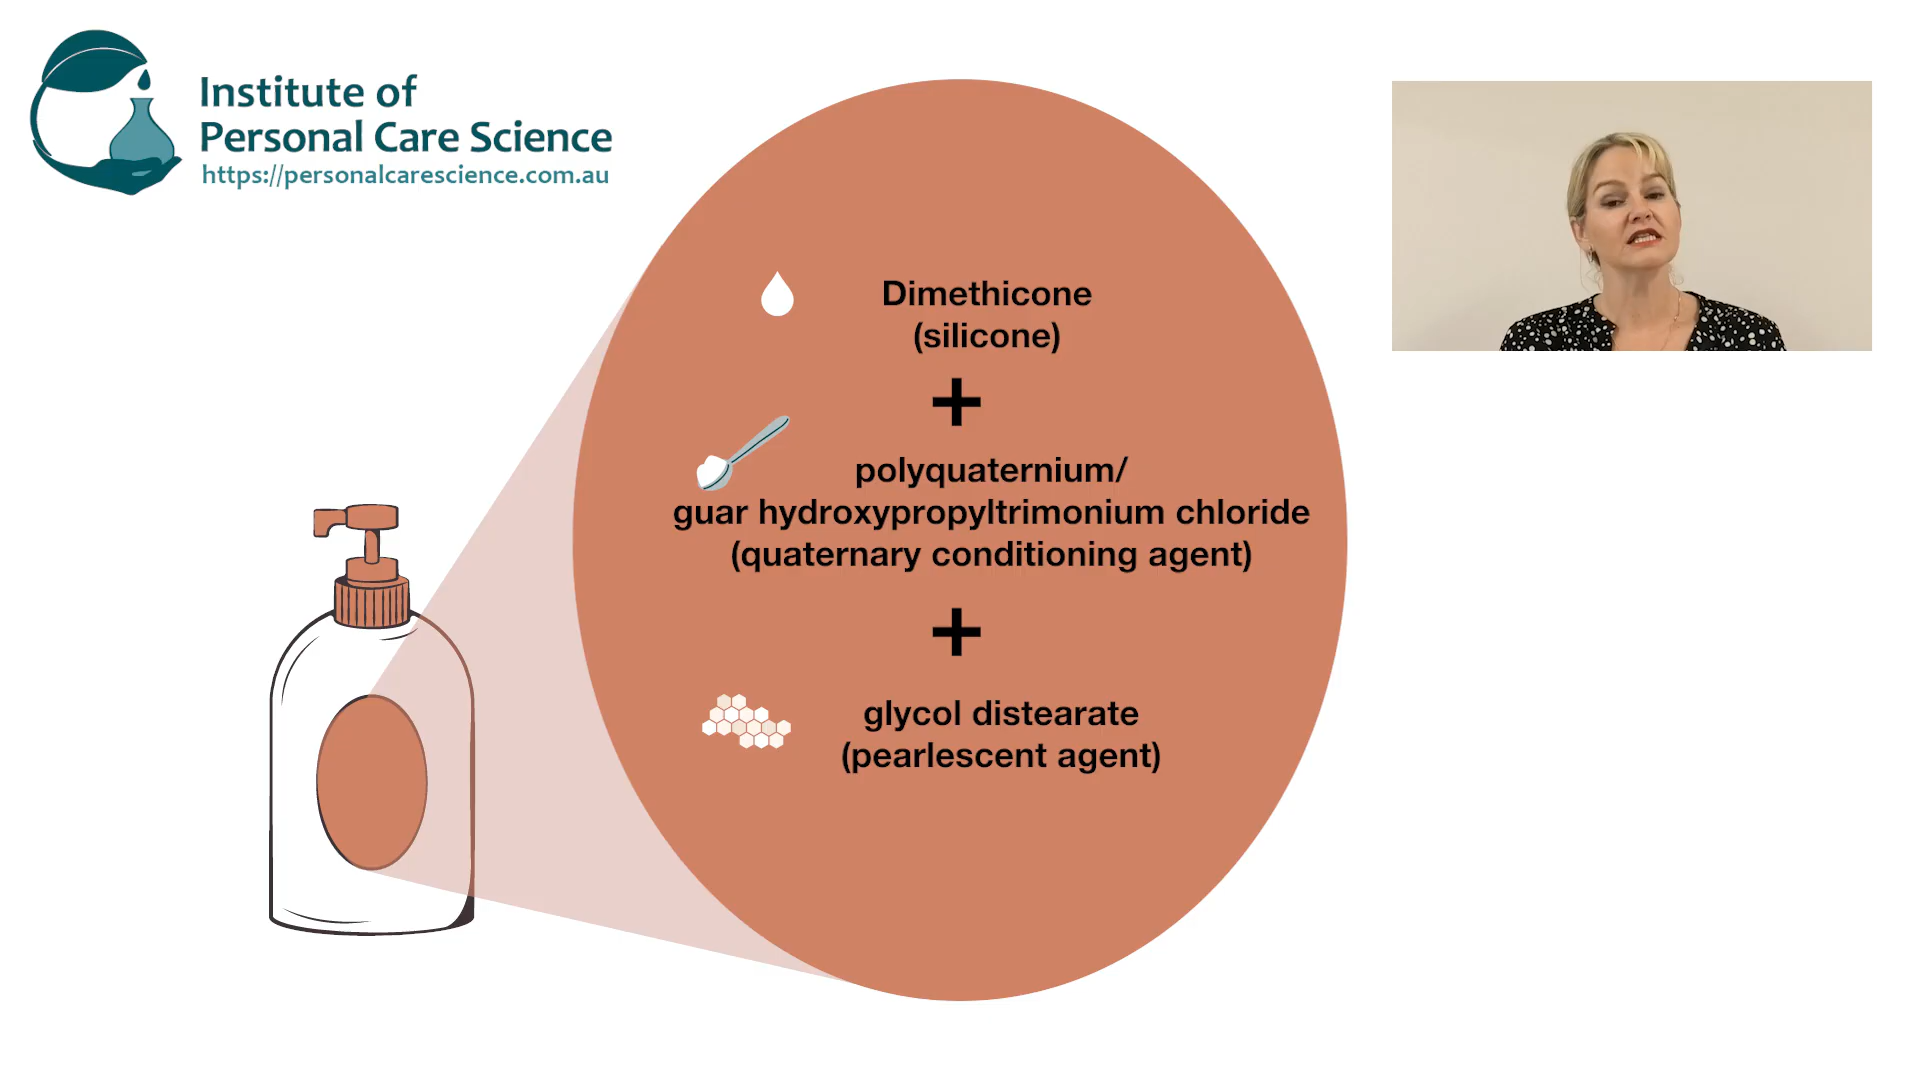 Institute of
Personal Care Science
https://personalcarescience.com.au
Dimethicone
(silicone)
+
polyquaternium/
guar hydroxypropyltrimonium chloride
(quaternary conditioning agent)
+
glycol distearate
(pearlescent agent)